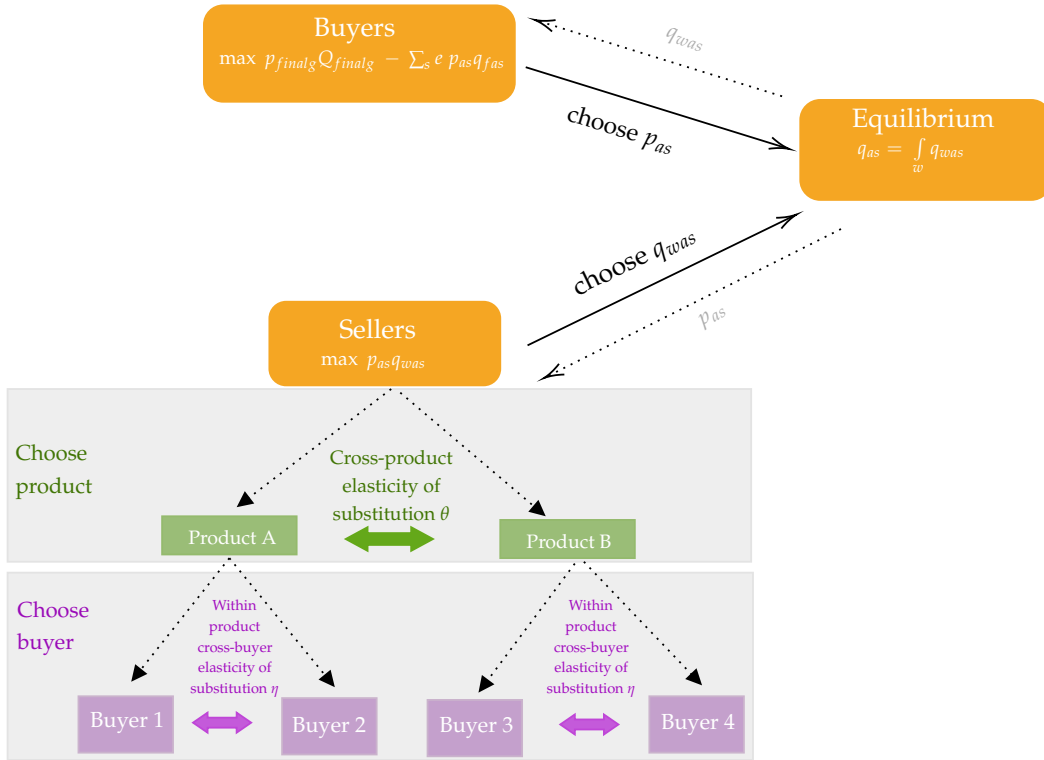 Buyers
max p_{finalg}Q_{finalg} − ∑_s e p_{as}q_{fas}
q_{was}
choose p_{as}
Equilibrium
q_{as} = ∫_w q_{was}
choose q_{was}
p_{as}
Sellers
max p_{as}q_{was}
Choose
product
Cross-product
elasticity of
substitution θ
Product A
Product B
Choose
buyer
Within
product
cross-buyer
elasticity of
substitution η
Within
product
cross-buyer
elasticity of
substitution η
Buyer 1
Buyer 2
Buyer 3
Buyer 4